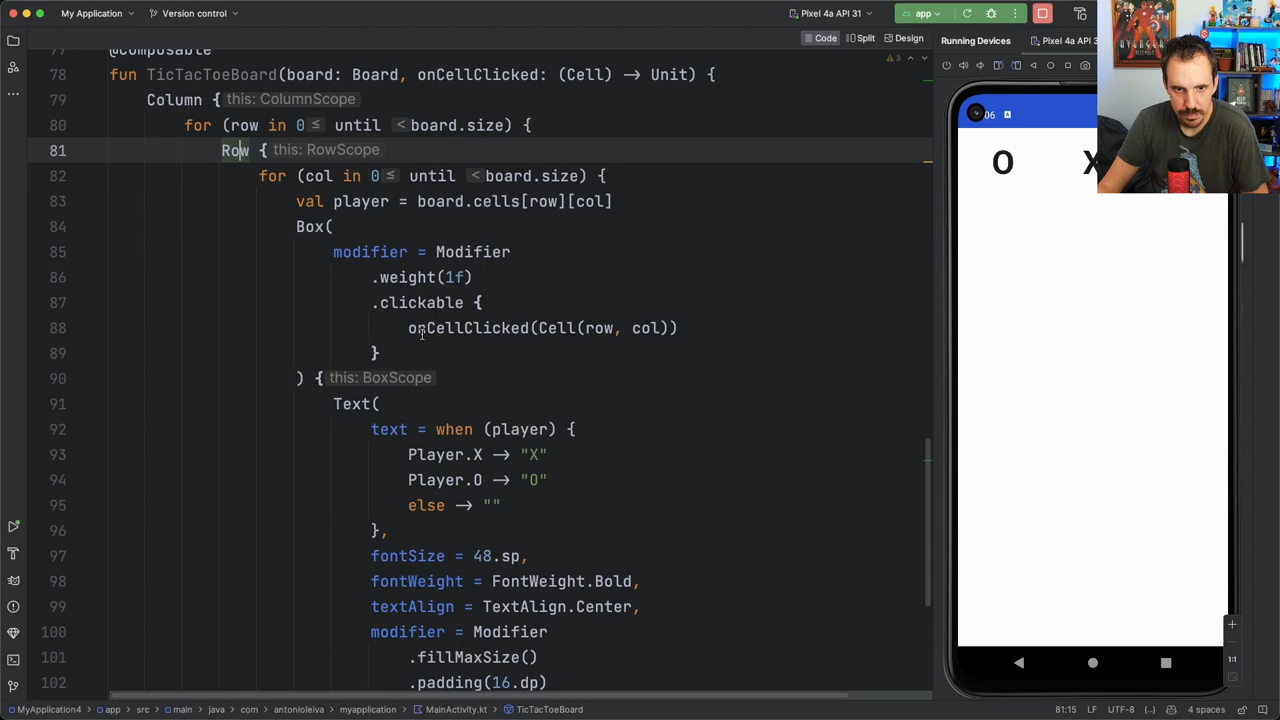 My Application
Version control
Pixel 4a API 31
app
Code
Split
Design
Running Devices
Pixel 4a API 3
77
@Composable
3
78
fun TicTacToeBoard(board: Board, onCellClicked: (Cell) -> Unit) {
79
Column { this: ColumnScope
80
for (row in 0 ≤ until < board.size) {
81
Row { this: RowScope
82
for (col in 0 ≤ until < board.size) {
83
val player = board.cells[row][col]
84
Box(
85
modifier = Modifier
86
.weight(1f)
87
.clickable {
88
onCellClicked(Cell(row, col))
89
}
90
) { this: BoxScope
91
Text(
92
text = when (player) {
93
Player.X -> "X"
94
Player.O -> "O"
95
else -> ""
96
},
97
fontSize = 48.sp,
98
fontWeight = FontWeight.Bold,
99
textAlign = TextAlign.Center,
100
modifier = Modifier
101
.fillMaxSize()
102
.padding(16.dp)
06
A
O
X
1:1
MyApplication4
app
src
main
java
com
antonioleiva
myapplication
MainActivity.kt
TicTacToeBoard
81:15
LF
UTF-8
4 spaces